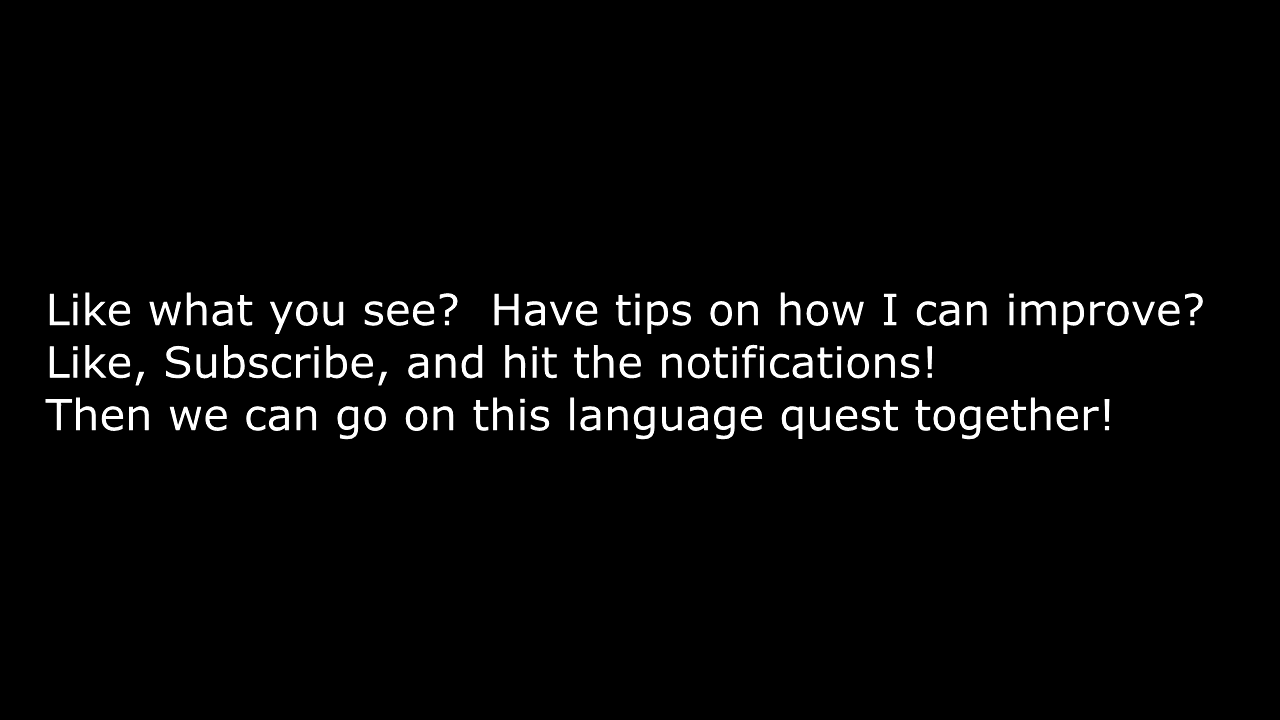 Like what you see?  Have tips on how I can improve?
Like, Subscribe, and hit the notifications!
Then we can go on this language quest together!